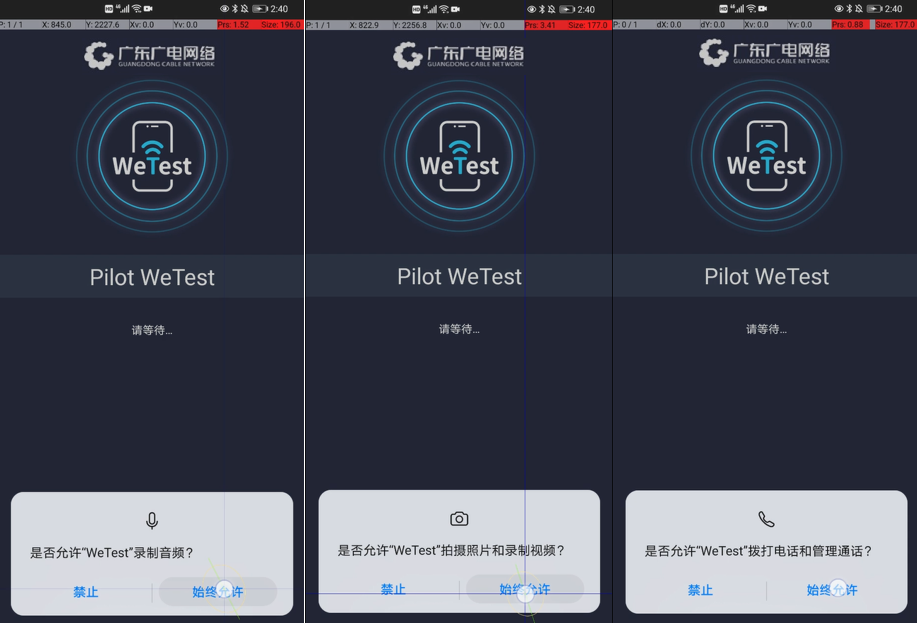 HD 46 2:40
P: 1 / 1 X: 845.0 Y: 2227.6 Xv: 0.0 Yv: 0.0 Prs: 1.52 Size: 196.0
广东广电网络
GUANGDONG CABLE NETWORK
WeTest
Pilot WeTest
请等待...
是否允许“WeTest”录制音频？
禁止 始终允许
HD 46 2:40
P: 1 / 1 X: 822.9 Y: 2256.8 Xv: 0.0 Yv: 0.0 Prs: 3.41 Size: 177.0
广东广电网络
GUANGDONG CABLE NETWORK
WeTest
Pilot WeTest
请等待...
是否允许“WeTest”拍摄照片和录制视频？
禁止 始终允许
HD 46 2:40
P: 0 / 1 dX: 0.0 dY: 0.0 Xv: 0.0 Yv: 0.0 Prs: 0.88 Size: 177.0
广东广电网络
GUANGDONG CABLE NETWORK
WeTest
Pilot WeTest
请等待...
是否允许“WeTest”拨打电话和管理通话？
禁止 始终允许